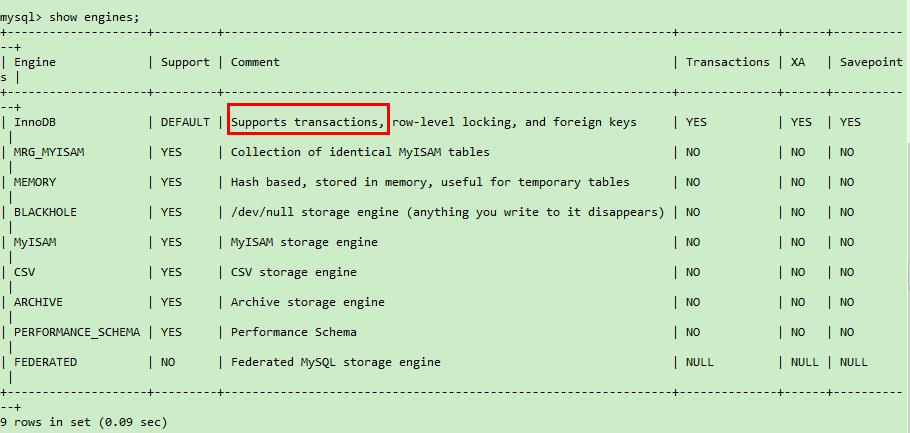 mysql> show engines;
+--------------------+---------+----------------------------------------------------------------+--------------+------+----------
--+
| Engine             | Support | Comment                                                        | Transactions | XA   | Savepoint
s |
+--------------------+---------+----------------------------------------------------------------+--------------+------+----------
--+
| InnoDB             | DEFAULT | Supports transactions, row-level locking, and foreign keys     | YES          | YES  | YES
  |
| MRG_MYISAM         | YES     | Collection of identical MyISAM tables                          | NO           | NO   | NO
  |
| MEMORY             | YES     | Hash based, stored in memory, useful for temporary tables      | NO           | NO   | NO
  |
| BLACKHOLE          | YES     | /dev/null storage engine (anything you write to it disappears) | NO           | NO   | NO
  |
| MyISAM             | YES     | MyISAM storage engine                                          | NO           | NO   | NO
  |
| CSV                | YES     | CSV storage engine                                             | NO           | NO   | NO
  |
| ARCHIVE            | YES     | Archive storage engine                                         | NO           | NO   | NO
  |
| PERFORMANCE_SCHEMA | YES     | Performance Schema                                             | NO           | NO   | NO
  |
| FEDERATED          | NO      | Federated MySQL storage engine                                 | NULL         | NULL | NULL
  |
+--------------------+---------+----------------------------------------------------------------+--------------+------+----------
--+
9 rows in set (0.09 sec)